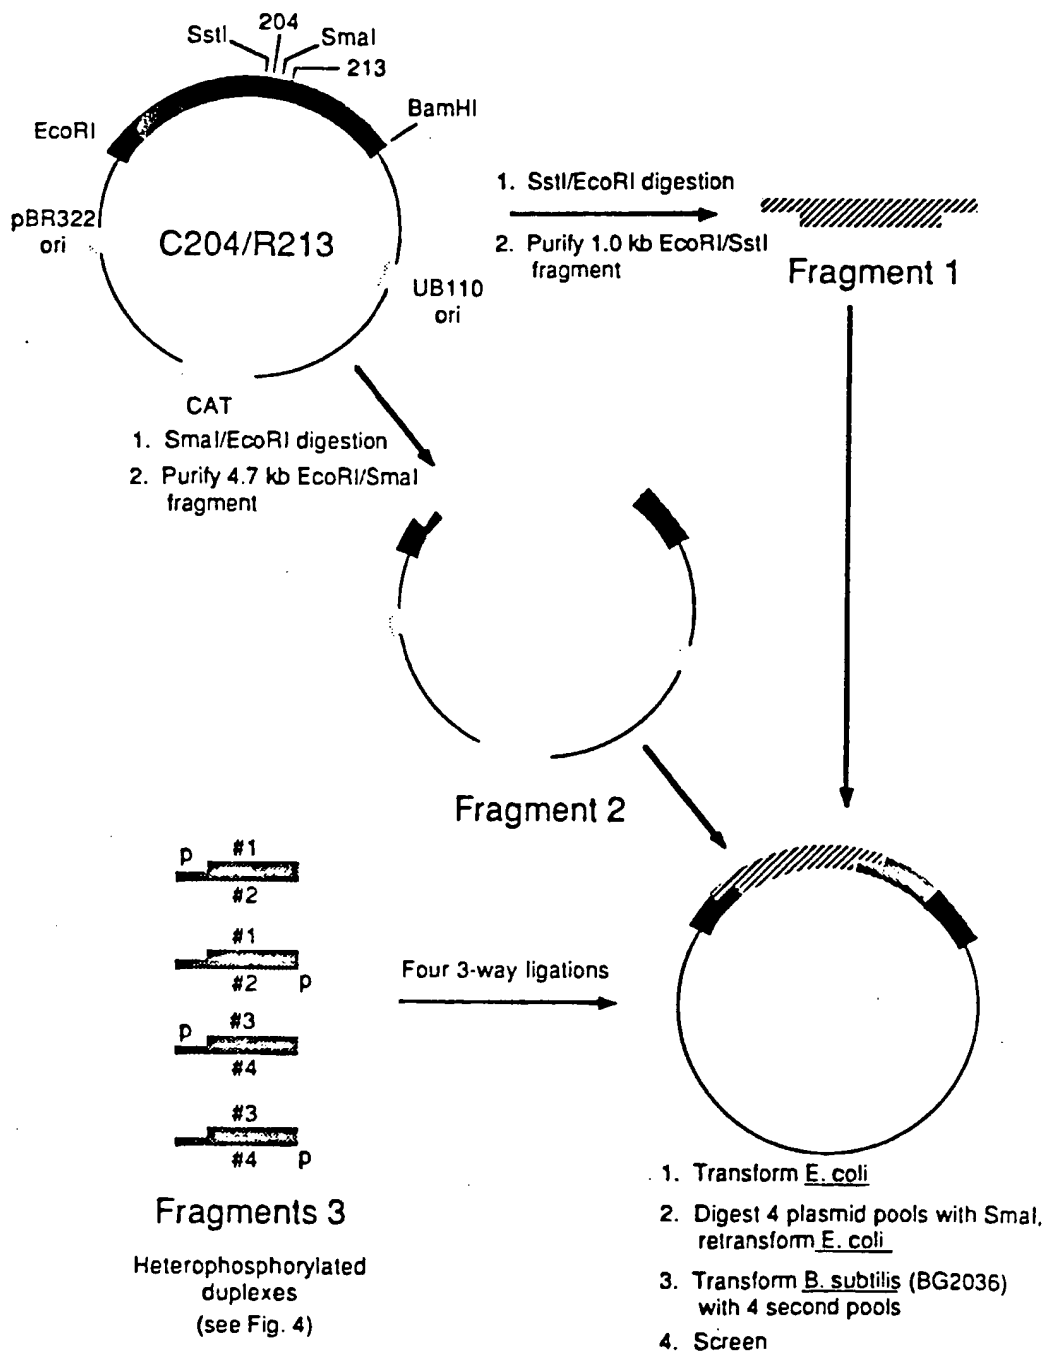 204
SstI
SmaI
213
BamHI
EcoRI
pBR322
ori
C204/R213
UB110
ori
CAT
1. SstI/EcoRI digestion
2. Purify 1.0 kb EcoRI/SstI
fragment
Fragment 1
1. SmaI/EcoRI digestion
2. Purify 4.7 kb EcoRI/SmaI
fragment
Fragment 2
p
#1
#2
#1
#2
p
p
#3
#4
#3
#4
p
Fragments 3
Heterophosphorylated
duplexes
(see Fig. 4)
Four 3-way ligations
1. Transform E. coli
2. Digest 4 plasmid pools with SmaI,
retransform E. coli
3. Transform B. subtilis (BG2036)
with 4 second pools
4. Screen